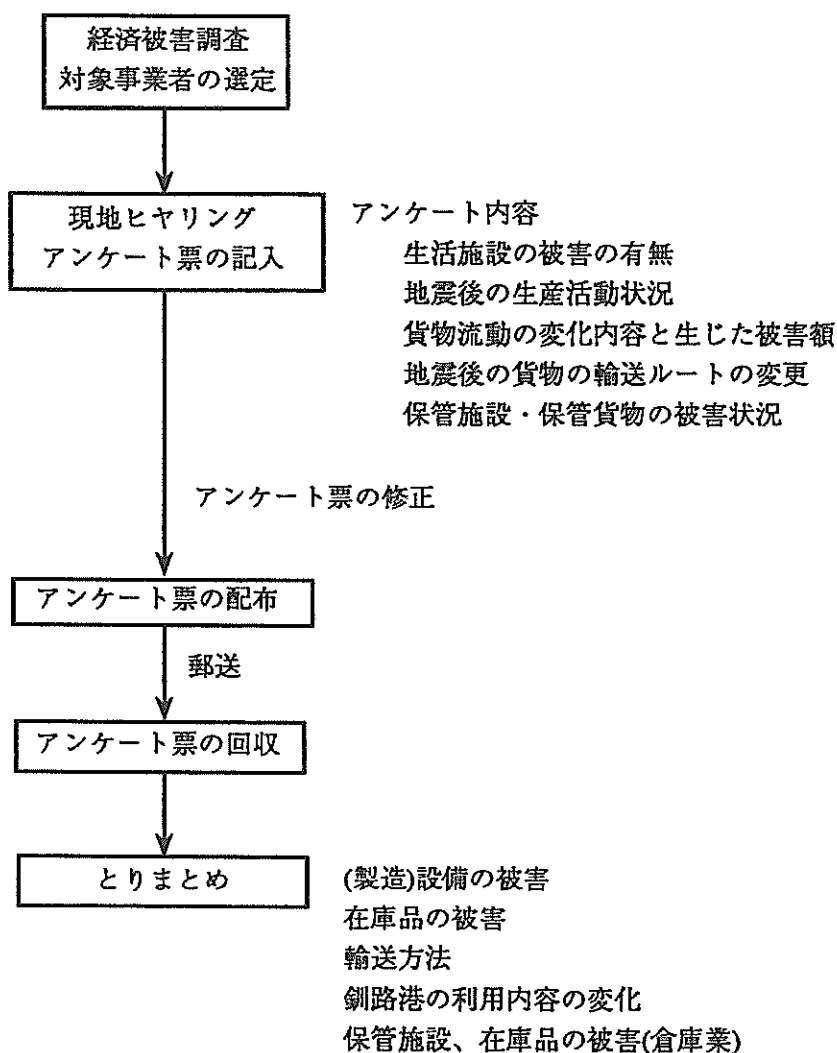 経済被害調査
対象事業者の選定
現地ヒヤリング
アンケート票の記入
アンケート内容
生活施設の被害の有無
地震後の生産活動状況
貨物流動の変化内容と生じた被害額
地震後の貨物の輸送ルートの変更
保管施設・保管貨物の被害状況
アンケート票の修正
アンケート票の配布
郵送
アンケート票の回収
とりまとめ
(製造)設備の被害
在庫品の被害
輸送方法
釧路港の利用内容の変化
保管施設、在庫品の被害(倉庫業)